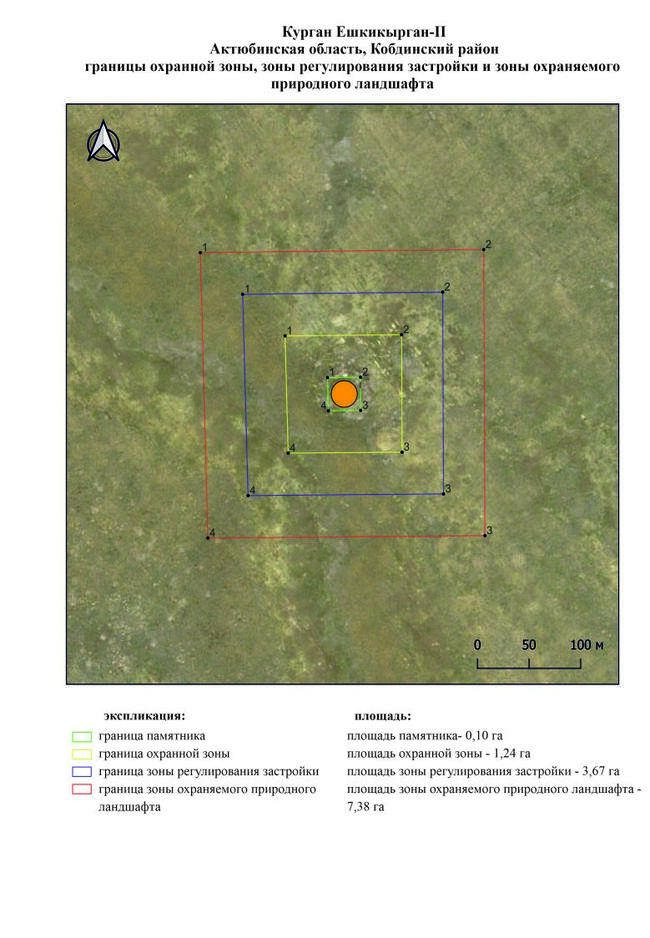 Курган Ешкикырган-II
Актюбинская область, Кобдинский район
границы охранной зоны, зоны регулирования застройки и зоны охраняемого
природного ландшафта
1
2
1
2
1
2
1
2
4
3
4
3
4
3
4
3
0 50 100 м
экспликация: площадь:
граница памятника площадь памятника- 0,10 га
граница охранной зоны площадь охранной зоны - 1,24 га
граница зоны регулирования застройки площадь зоны регулирования застройки - 3,67 га
граница зоны охраняемого природного площадь зоны охраняемого природного ландшафта -
ландшафта 7,38 га